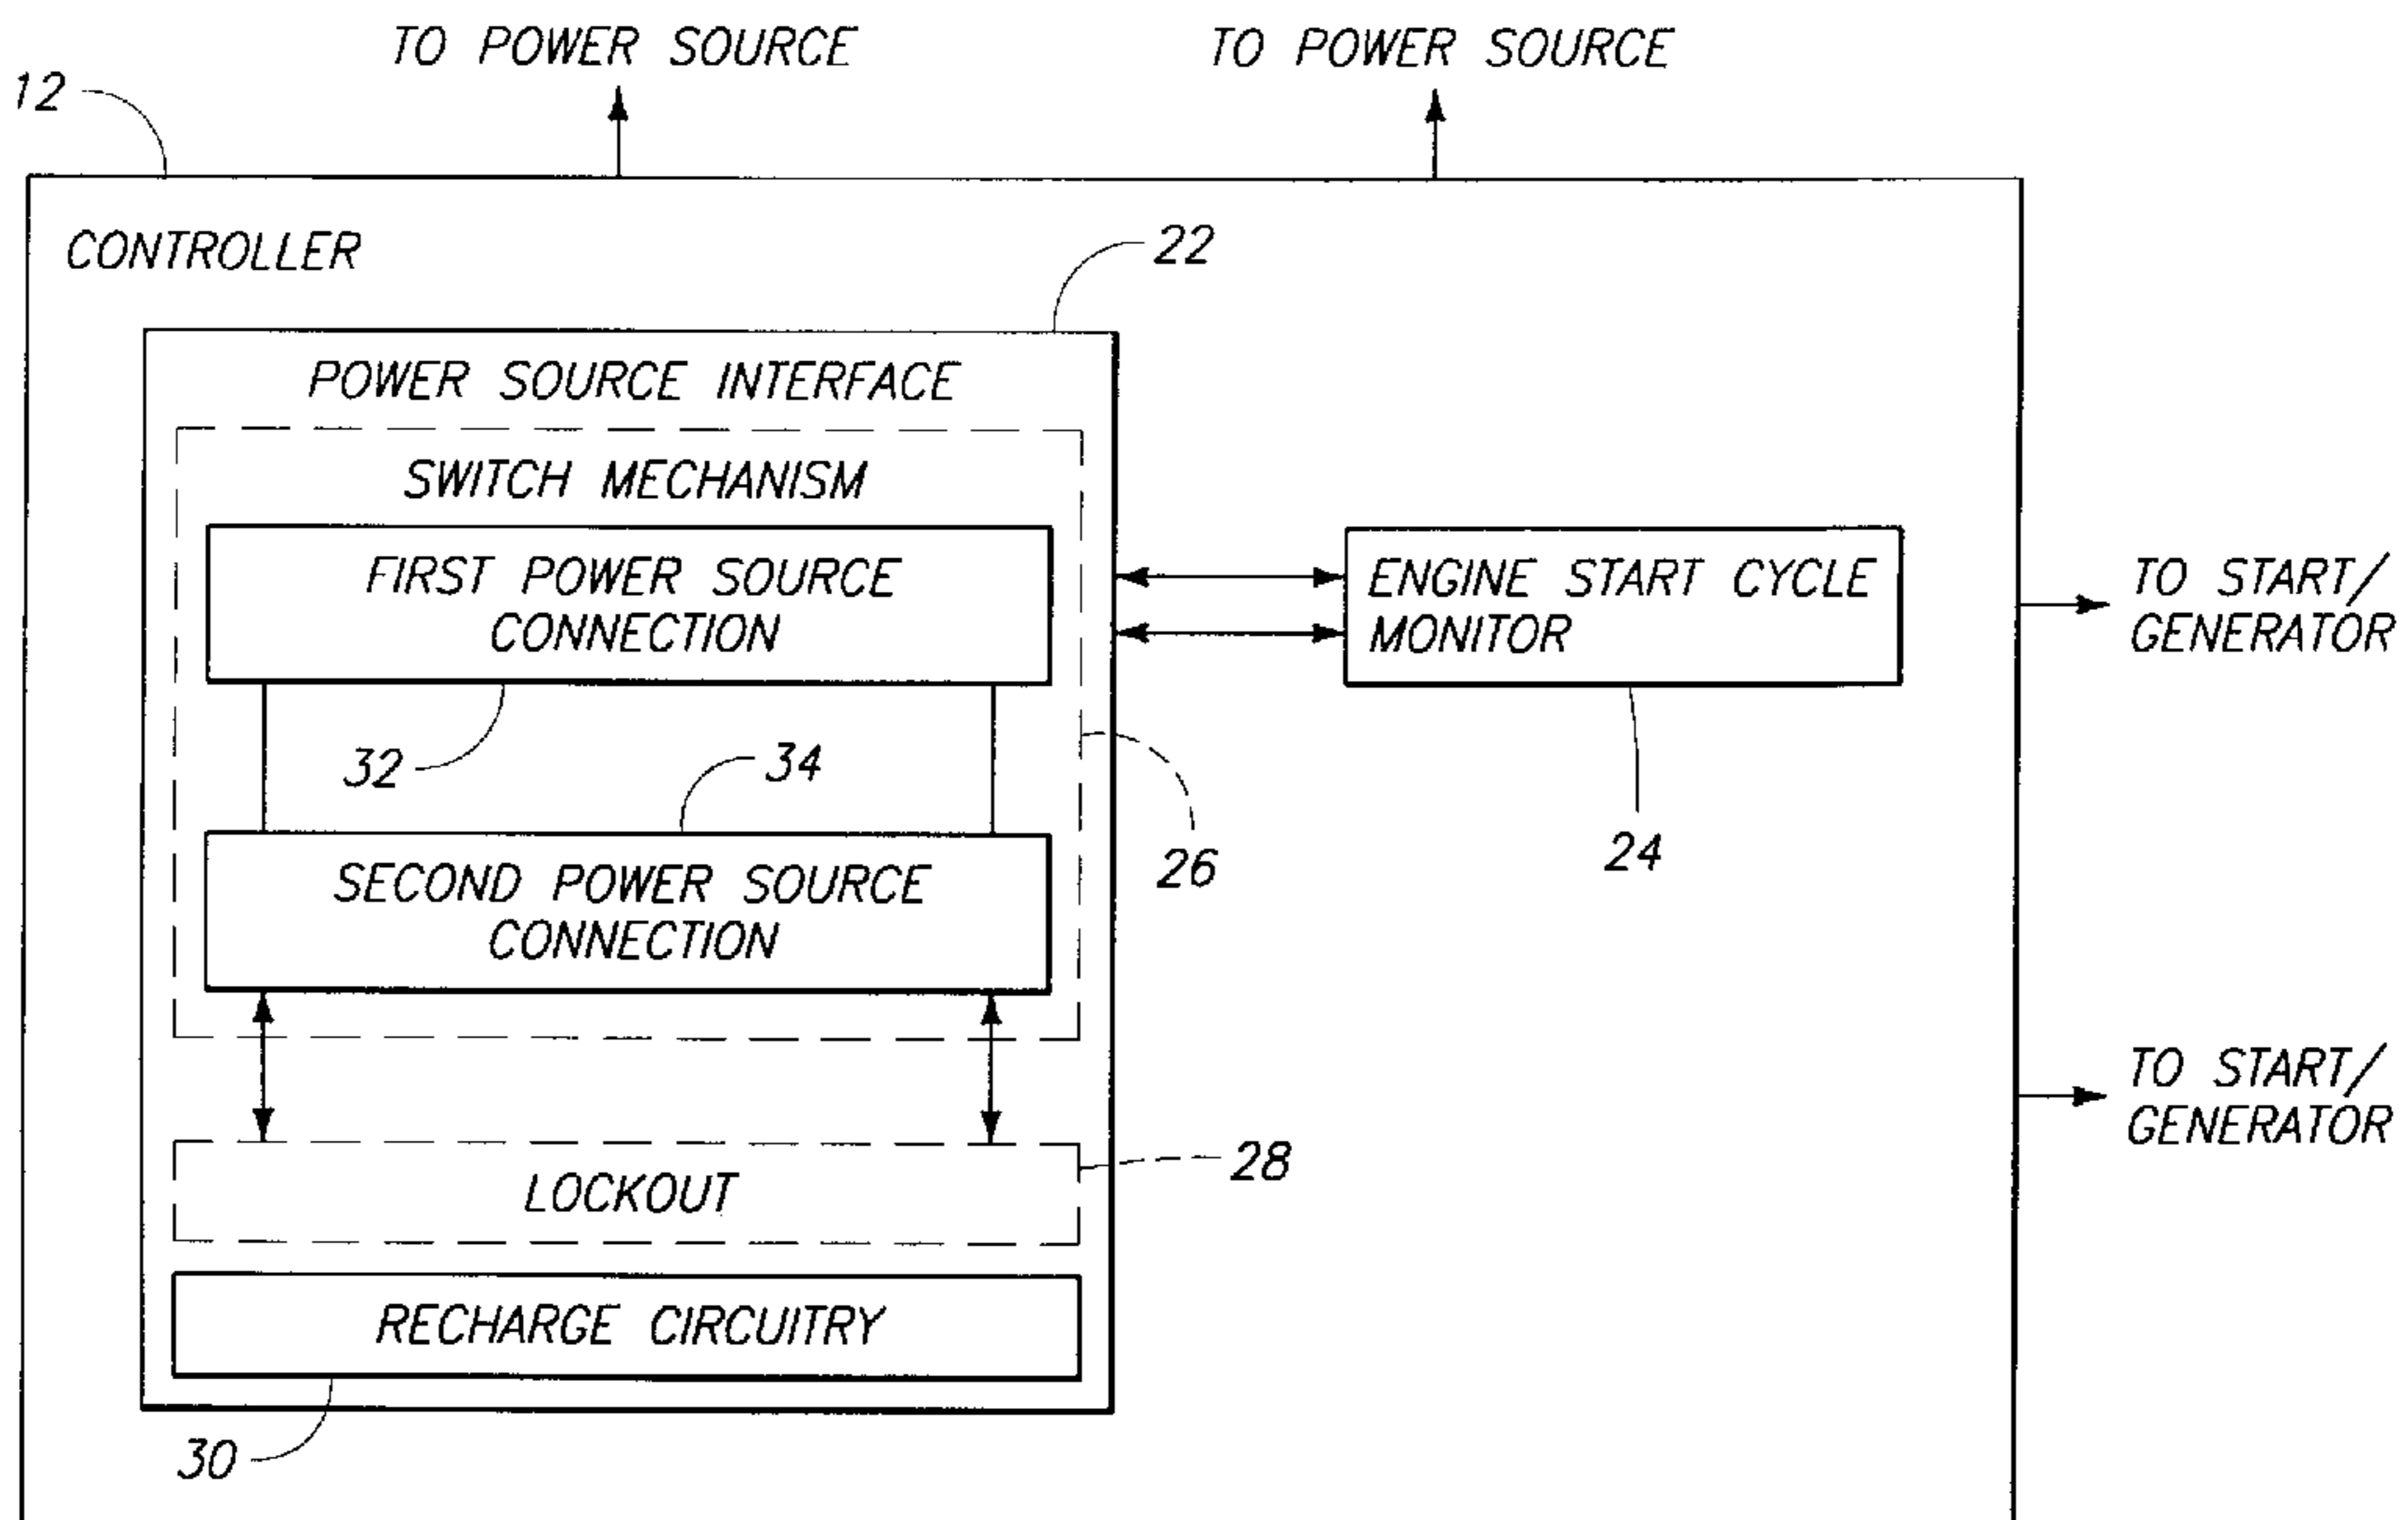 TO POWER SOURCE
TO POWER SOURCE
12
CONTROLLER
22
POWER SOURCE INTERFACE
SWITCH MECHANISM
FIRST POWER SOURCE
CONNECTION
ENGINE START CYCLE
MONITOR
TO START/
GENERATOR
32
34
26
24
SECOND POWER SOURCE
CONNECTION
TO START/
GENERATOR
LOCKOUT
28
RECHARGE CIRCUITRY
30